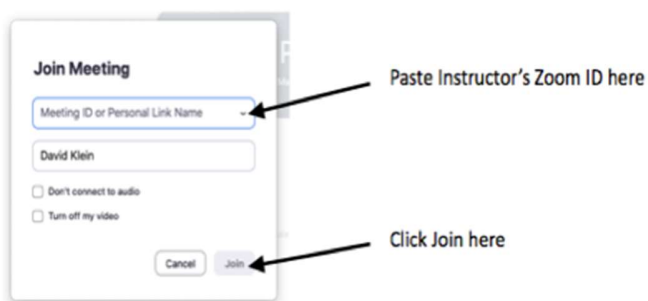 Join Meeting
Paste Instructor's Zoom ID here
Meeting ID or Personal Link Name
David Klein
Don't connect to audio
Turn off my video
Click Join here
Cancel Join